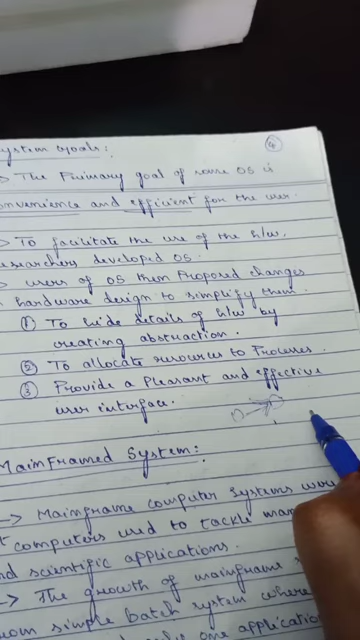 ystem goals: ④
-> The Primary goal of some OS is
onvenience and efficient for the user.
-> To facilitate the use of the h/w,
esearchers developed OS.
-> users of OS then Proposed changes
hardware design to simplify them
① To hide details of h/w by
creating abstraction.
② To allocate resources to Processes.
③ Provide a Pleasant and effective
user interface.
MainFramed System:
-> Mainframe computer Systems were
t computers used to tackle man
nd scientific applications.
-> The growth of mainframe
om simple batch system where
one application